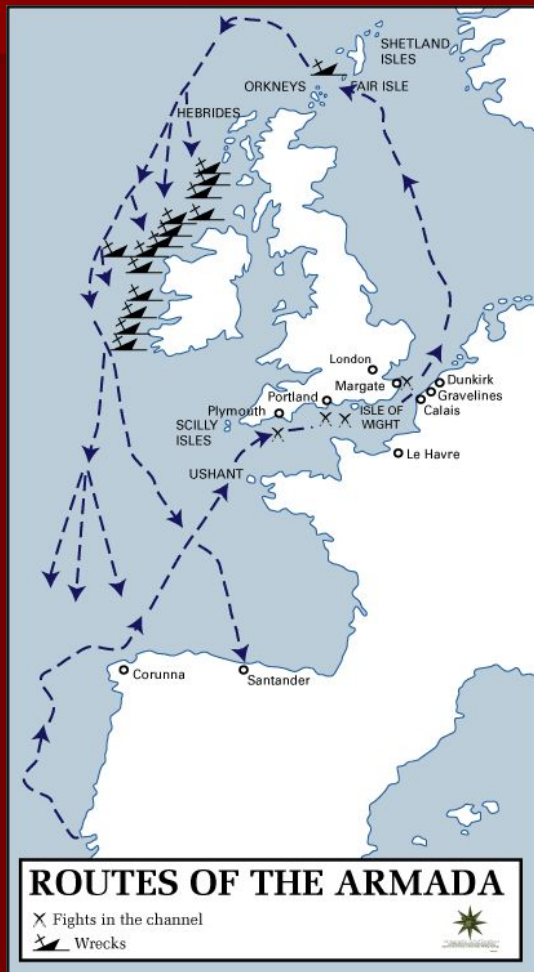 SHETLAND
ISLES
ORKNEYS
FAIR ISLE
HEBRIDES
London
Margate
Dunkirk
Gravelines
Calais
Portland
Plymouth
ISLE OF
WIGHT
SCILLY
ISLES
Le Havre
USHANT
Corunna
Santander
ROUTES OF THE ARMADA
Fights in the channel
Wrecks